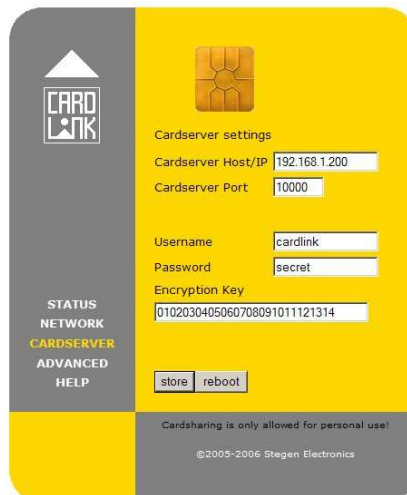 CARD
LINK
Cardserver settings
Cardserver Host/IP 192.168.1.200
Cardserver Port 10000
Username cardlink
Password secret
Encryption Key
0102030405060708091011121314
STATUS
NETWORK
CARDSERVER
ADVANCED
HELP
store reboot
Cardsharing is only allowed for personal use!
©2005-2006 Stegen Electronics